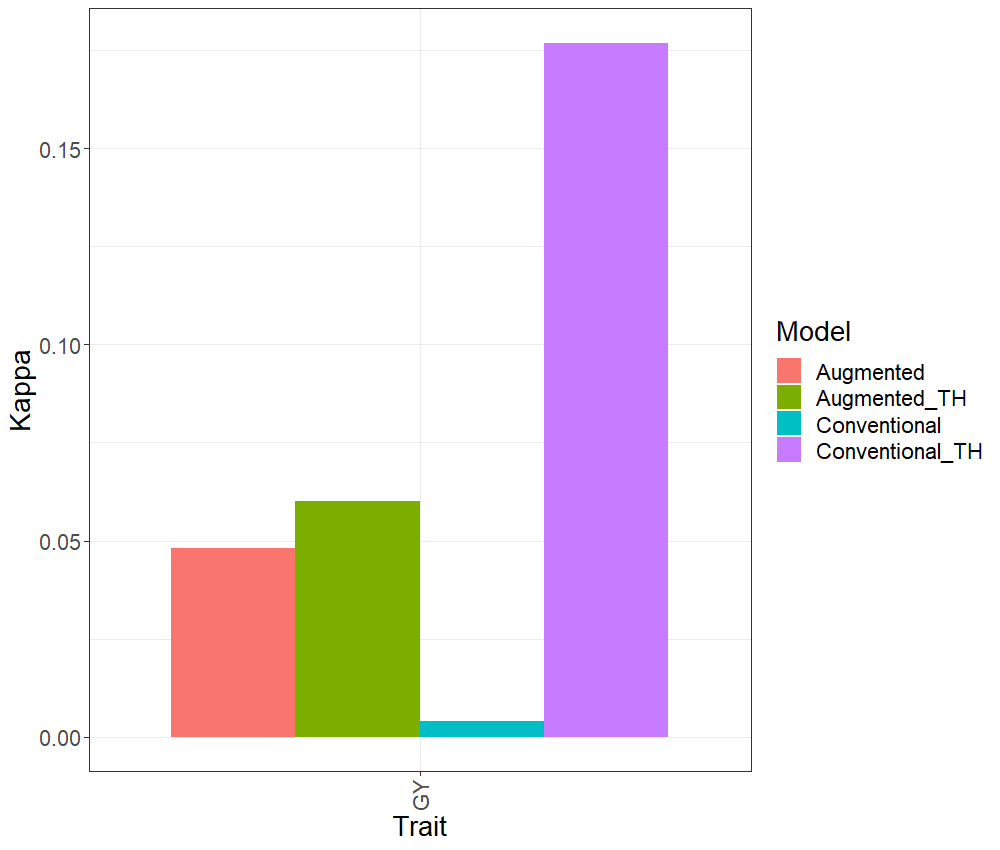 Kappa
0.15
0.10
0.05
0.00
GY
Trait
Model
Augmented
Augmented_TH
Conventional
Conventional_TH